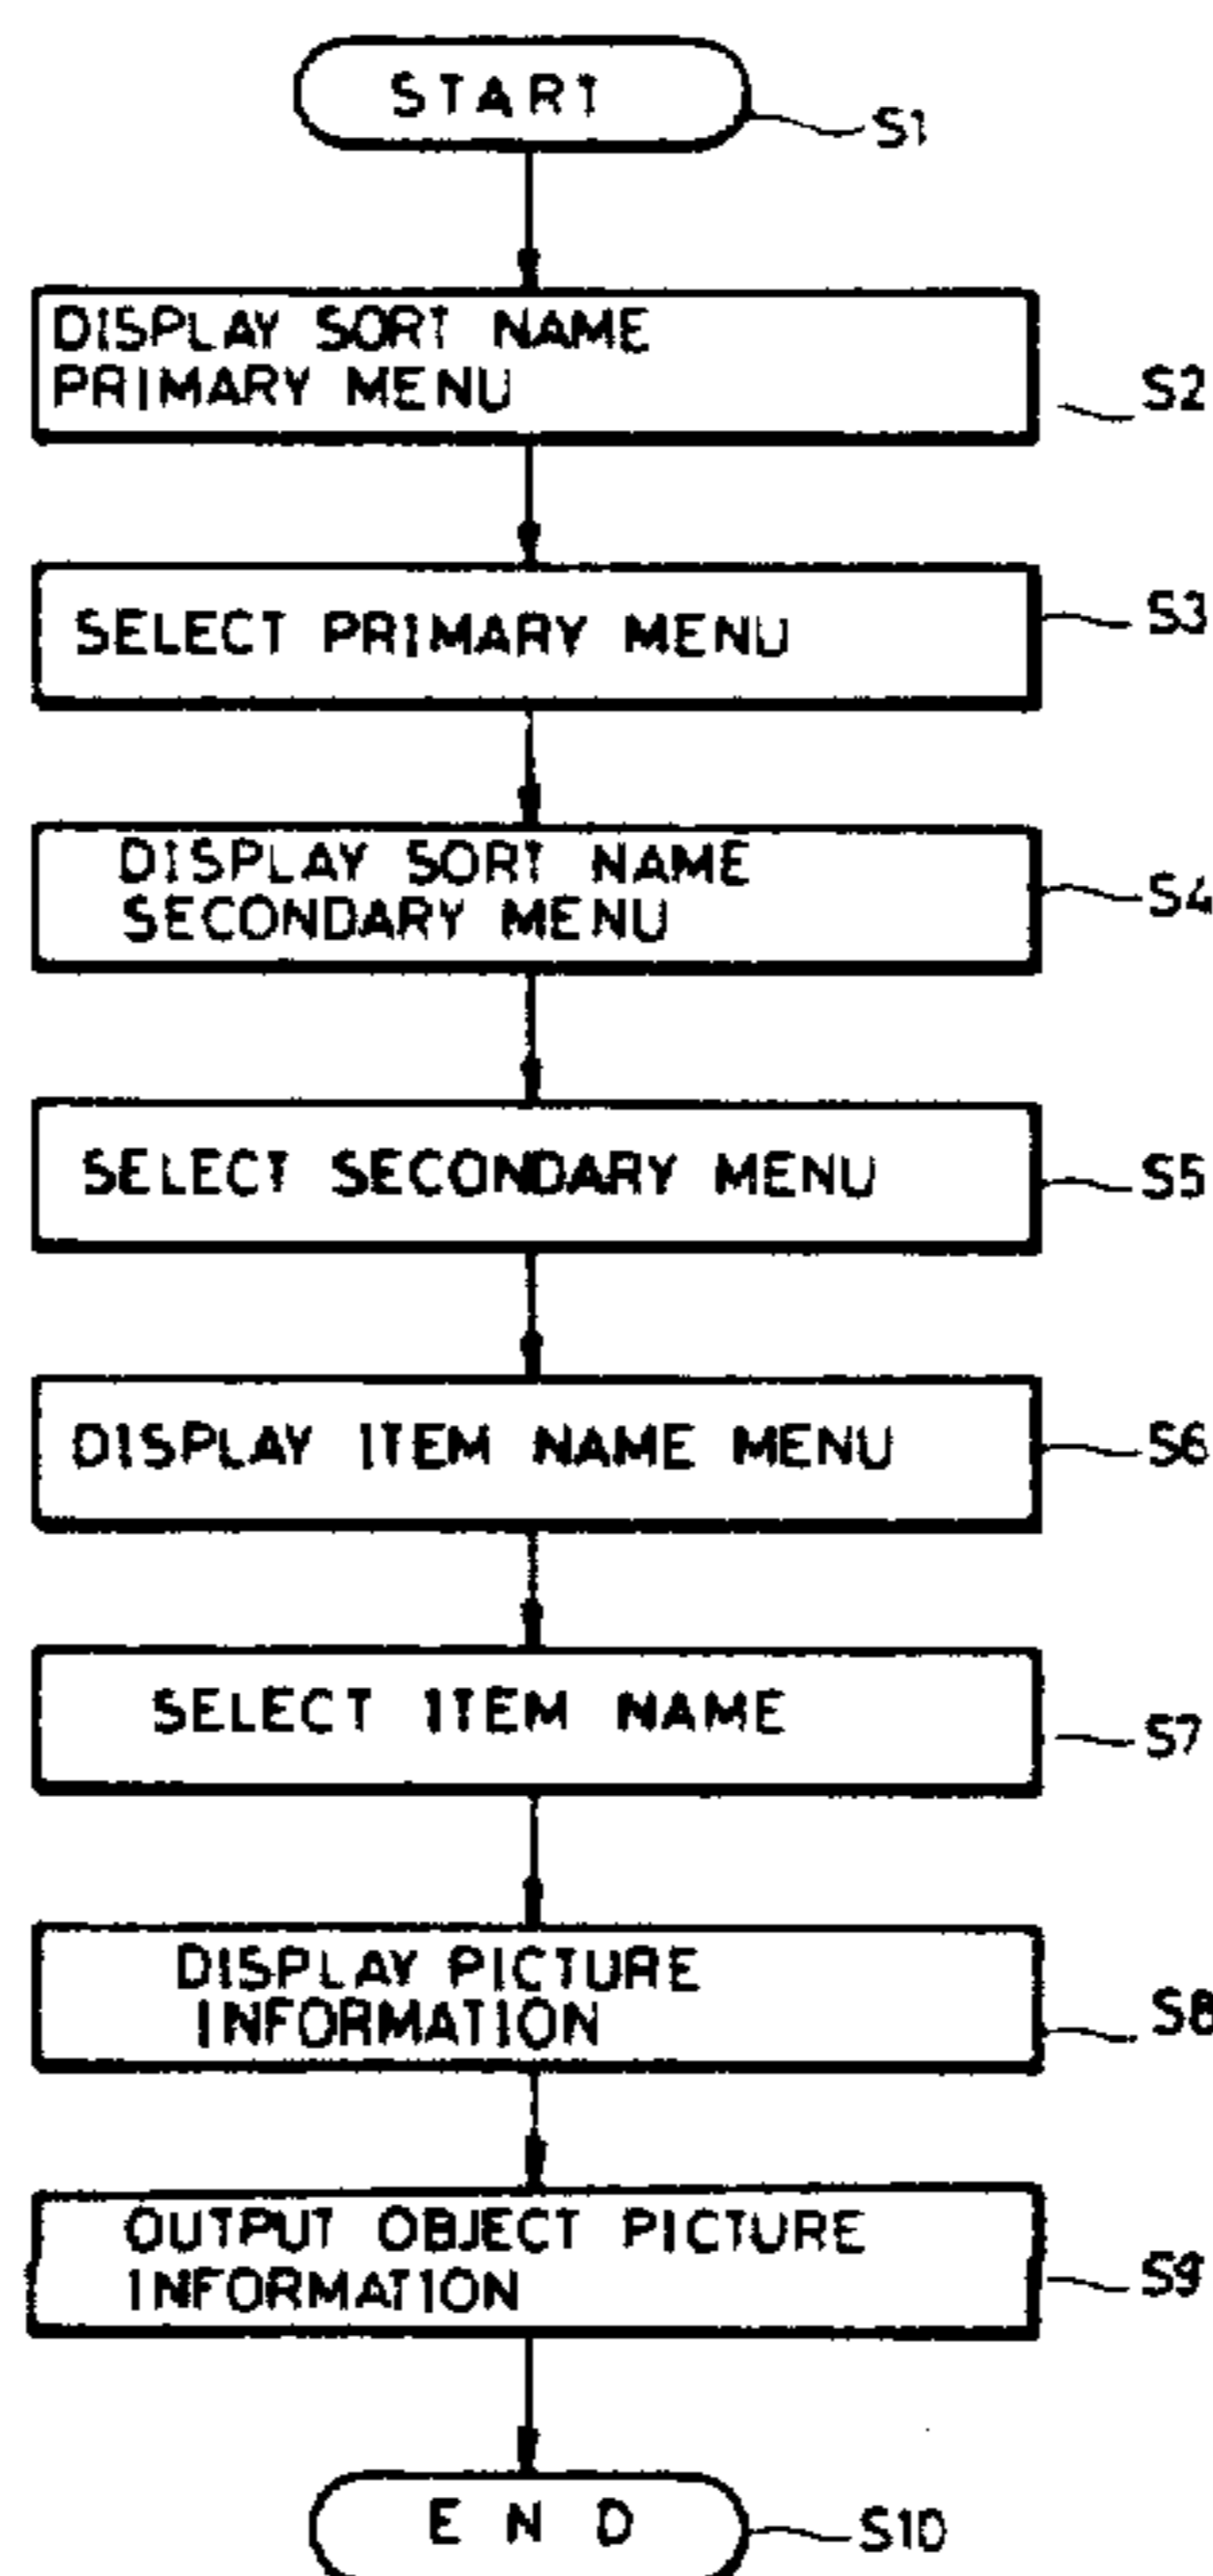 START
S1
DISPLAY SORT NAME
PRIMARY MENU
S2
SELECT PRIMARY MENU
S3
DISPLAY SORT NAME
SECONDARY MENU
S4
SELECT SECONDARY MENU
S5
DISPLAY ITEM NAME MENU
S6
SELECT ITEM NAME
S7
DISPLAY PICTURE
INFORMATION
S8
OUTPUT OBJECT PICTURE
INFORMATION
S9
END
S10